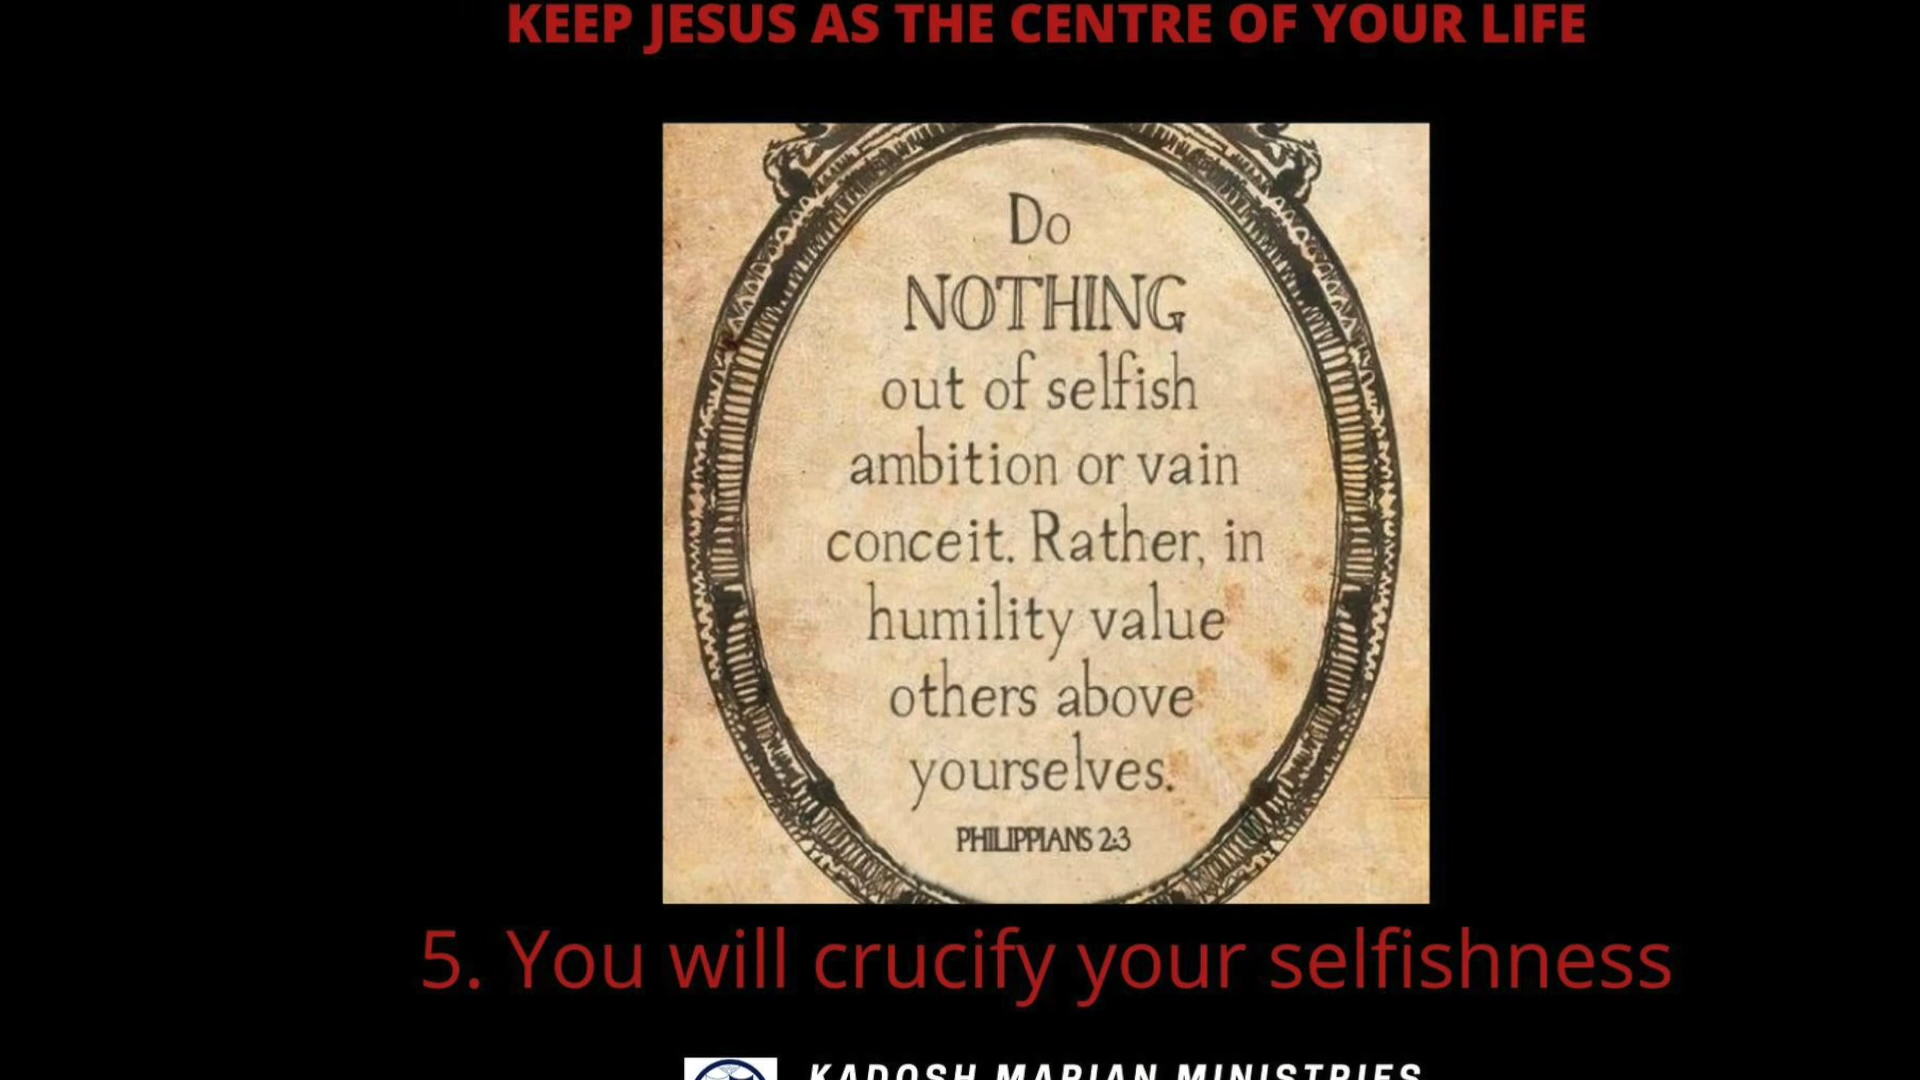 KEEP JESUS AS THE CENTRE OF YOUR LIFE
Do
NOTHING
out of selfish
ambition or vain
conceit. Rather, in
humility value
others above
yourselves.
PHILIPPIANS 2:3
5. You will crucify your selfishness
KADOSH MARIAN MINISTRIES